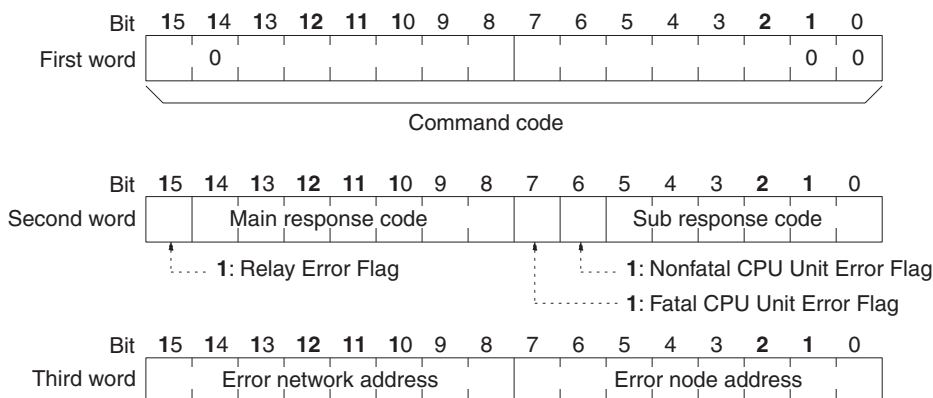 Bit 15 14 13 12 11 10 9 8 7 6 5 4 3 2 1 0
First word 0 0 0
Command code
Bit 15 14 13 12 11 10 9 8 7 6 5 4 3 2 1 0
Second word Main response code Sub response code
1: Relay Error Flag 1: Nonfatal CPU Unit Error Flag
1: Fatal CPU Unit Error Flag
Bit 15 14 13 12 11 10 9 8 7 6 5 4 3 2 1 0
Third word Error network address Error node address